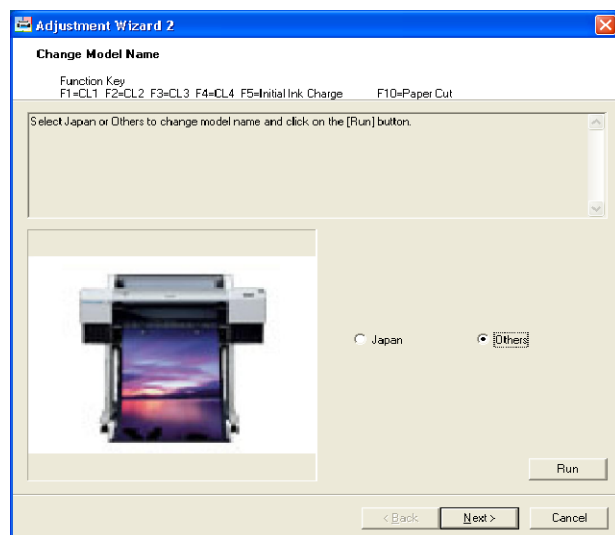 Adjustment Wizard 2
Change Model Name
Function Key
F1=CL1 F2=CL2 F3=CL3 F4=CL4 F5=Initial Ink Charge F10=Paper Cut
Select Japan or Others to change model name and click on the [Run] button.
Japan
Others
Run
< Back
Next >
Cancel